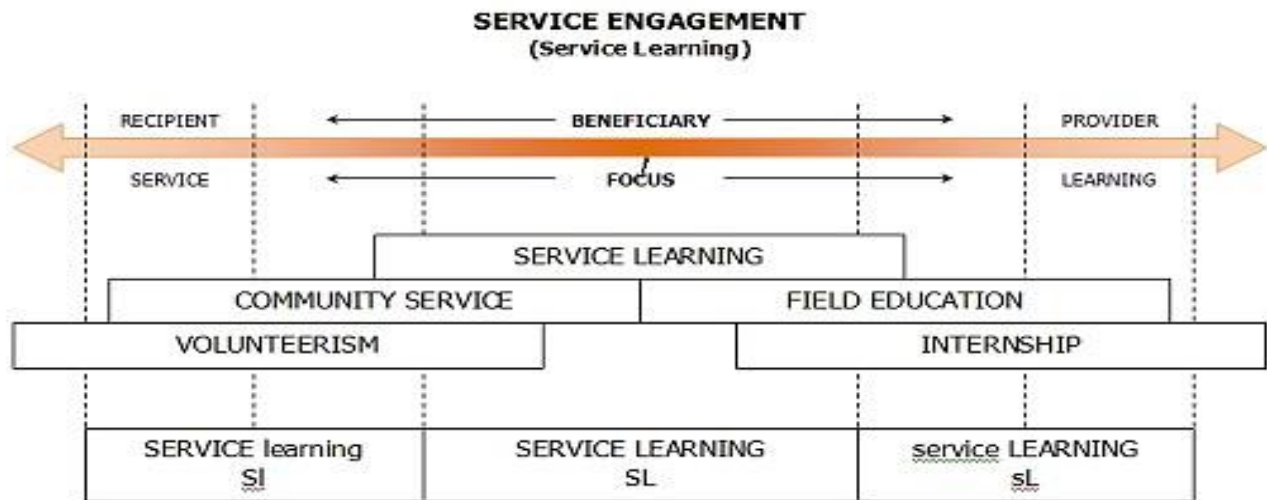 SERVICE ENGAGEMENT
(Service Learning)
RECIPIENT BENEFICIARY PROVIDER
SERVICE FOCUS LEARNING
SERVICE LEARNING
COMMUNITY SERVICE FIELD EDUCATION
VOLUNTEERISM INTERNSHIP
SERVICE learning SERVICE LEARNING service LEARNING
Sl SL sL